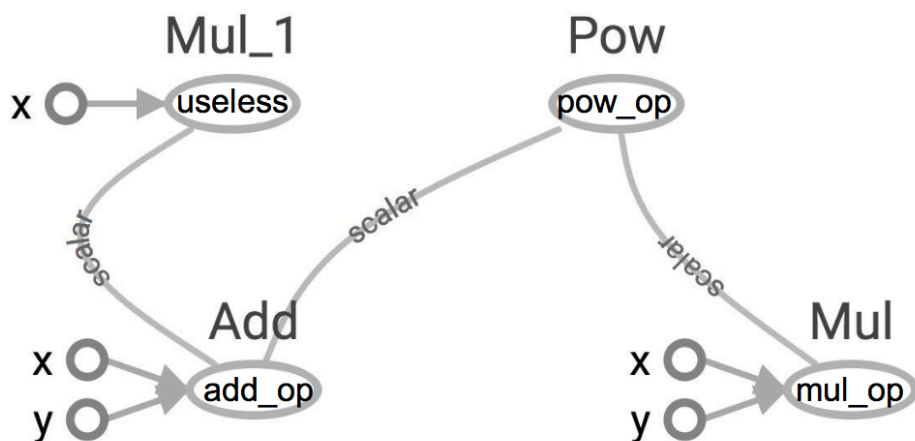 Mul_1
Pow
x
useless
pow_op
scalar
scalar
scalar
Add
Mul
x
y
add_op
x
y
mul_op